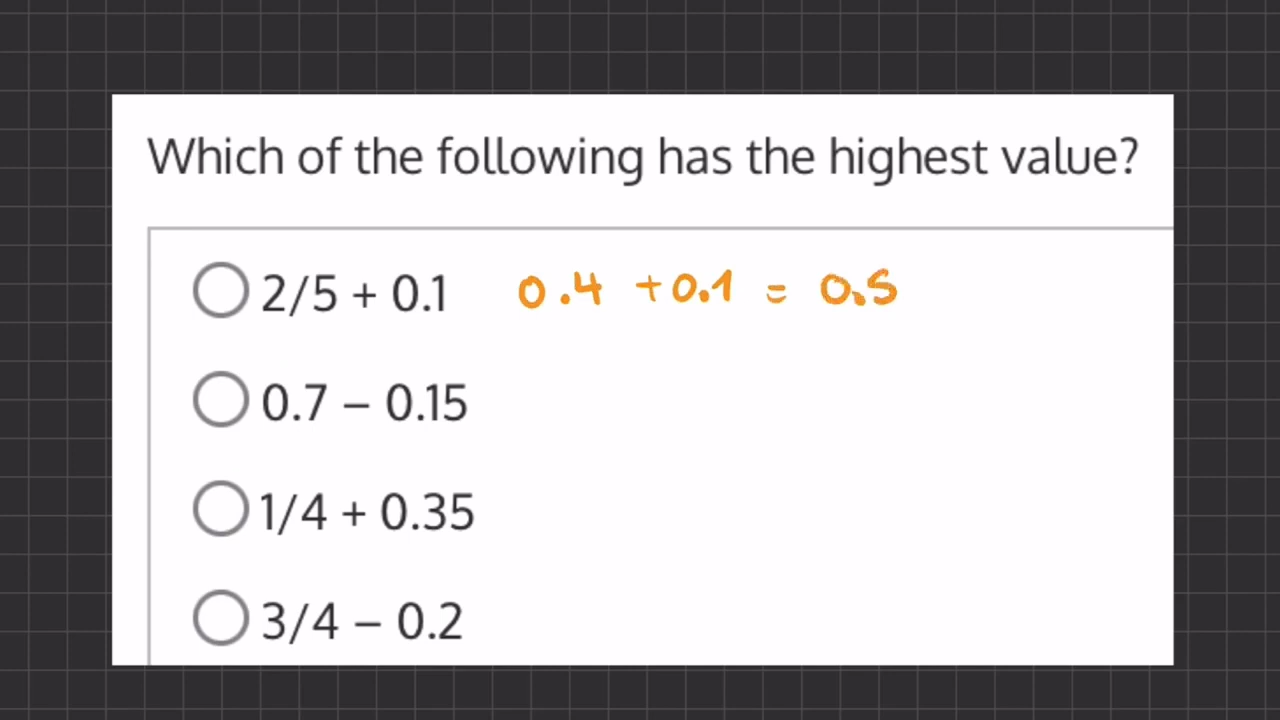 Which of the following has the highest value?
2/5 + 0.1 0.4 +0.1 = 0.5
0.7 – 0.15
1/4 + 0.35
3/4 – 0.2